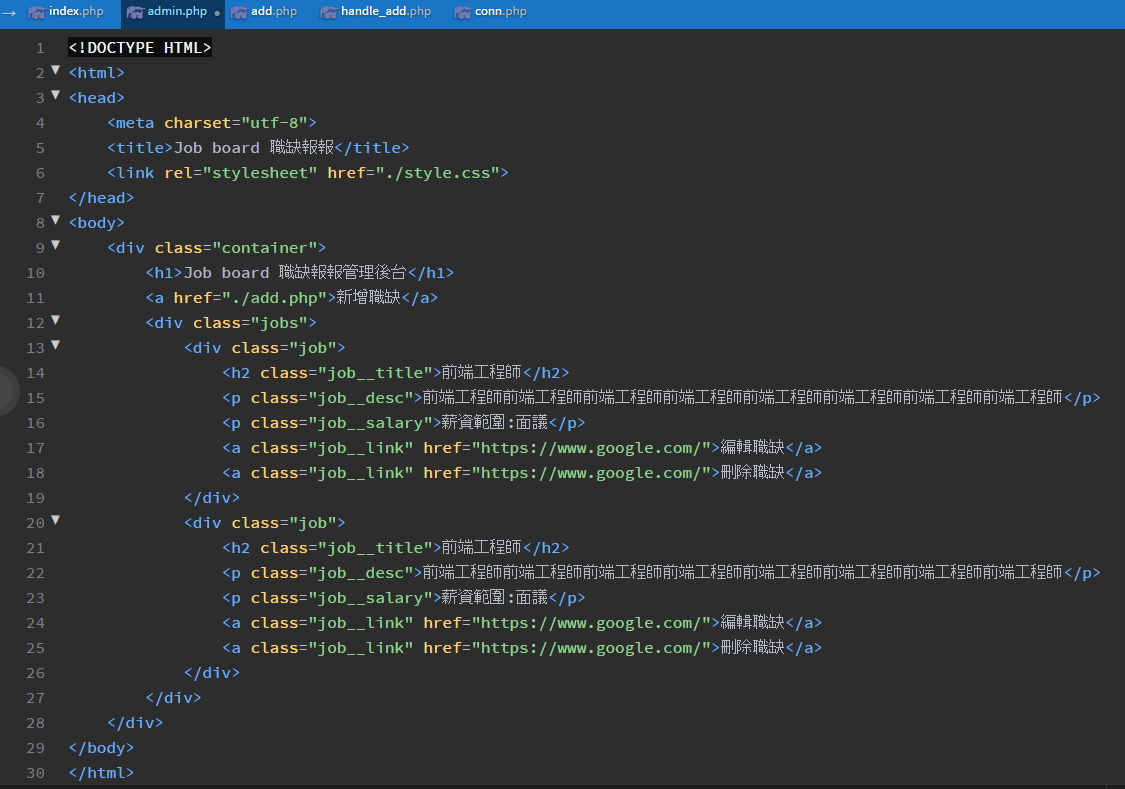 index.php admin.php add.php handle_add.php conn.php
1 <!DOCTYPE HTML>
2 <html>
3 <head>
4 <meta charset="utf-8">
5 <title>Job board 職缺報報</title>
6 <link rel="stylesheet" href="./style.css">
7 </head>
8 <body>
9 <div class="container">
10 <h1>Job board 職缺報報管理後台</h1>
11 <a href="./add.php">新增職缺</a>
12 <div class="jobs">
13 <div class="job">
14 <h2 class="job__title">前端工程師</h2>
15 <p class="job__desc">前端工程師前端工程師前端工程師前端工程師前端工程師前端工程師前端工程師前端工程師</p>
16 <p class="job__salary">薪資範圍:面議</p>
17 <a class="job__link" href="https://www.google.com/">編輯職缺</a>
18 <a class="job__link" href="https://www.google.com/">刪除職缺</a>
19 </div>
20 <div class="job">
21 <h2 class="job__title">前端工程師</h2>
22 <p class="job__desc">前端工程師前端工程師前端工程師前端工程師前端工程師前端工程師前端工程師前端工程師</p>
23 <p class="job__salary">薪資範圍:面議</p>
24 <a class="job__link" href="https://www.google.com/">編輯職缺</a>
25 <a class="job__link" href="https://www.google.com/">刪除職缺</a>
26 </div>
27 </div>
28 </div>
29 </body>
30 </html>